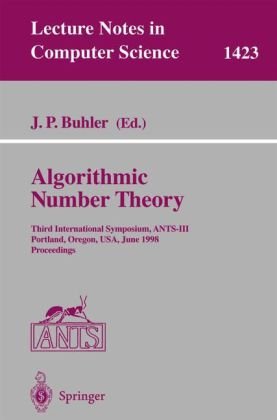 Lecture Notes in
Computer Science 1423
J. P. Buhler (Ed.)
Algorithmic
Number Theory
Third International Symposium, ANTS-III
Portland, Oregon, USA, June 1998
Proceedings
ANTS
Springer